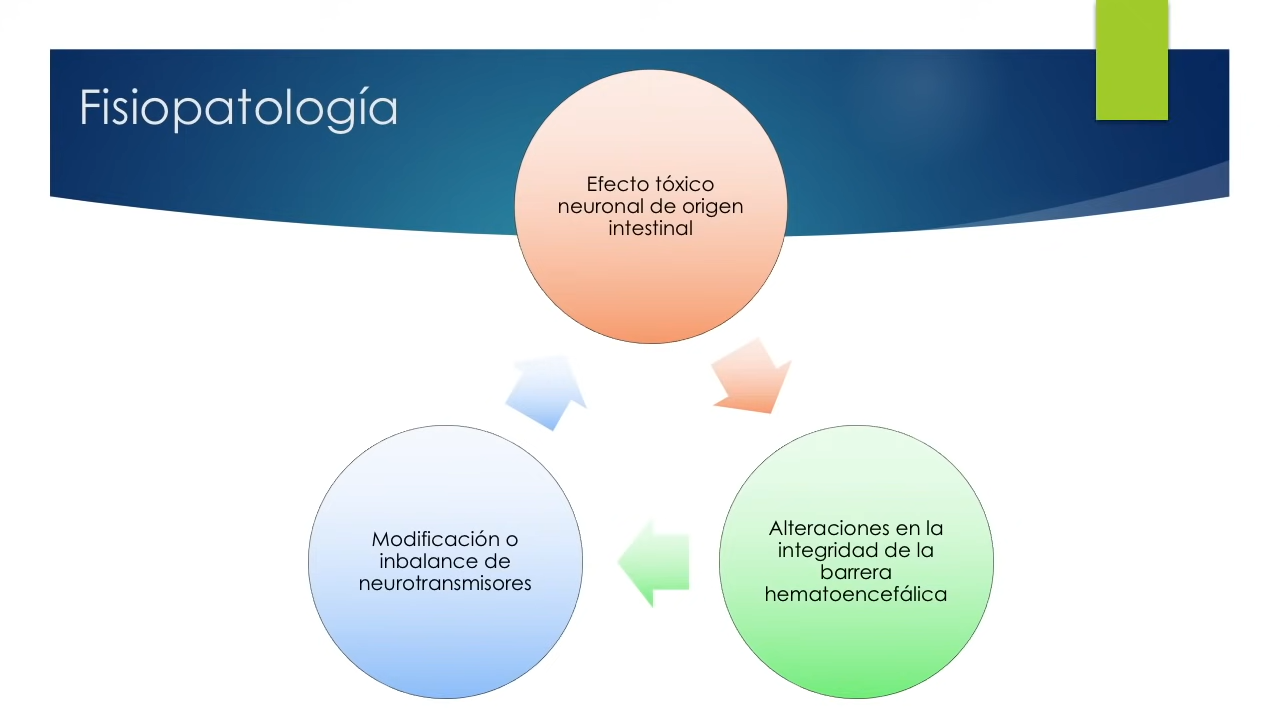 Fisiopatología
Efecto tóxico
neuronal de origen
intestinal
Alteraciones en la
integridad de la
barrera
hematoencefálica
Modificación o
inbalance de
neurotransmisores